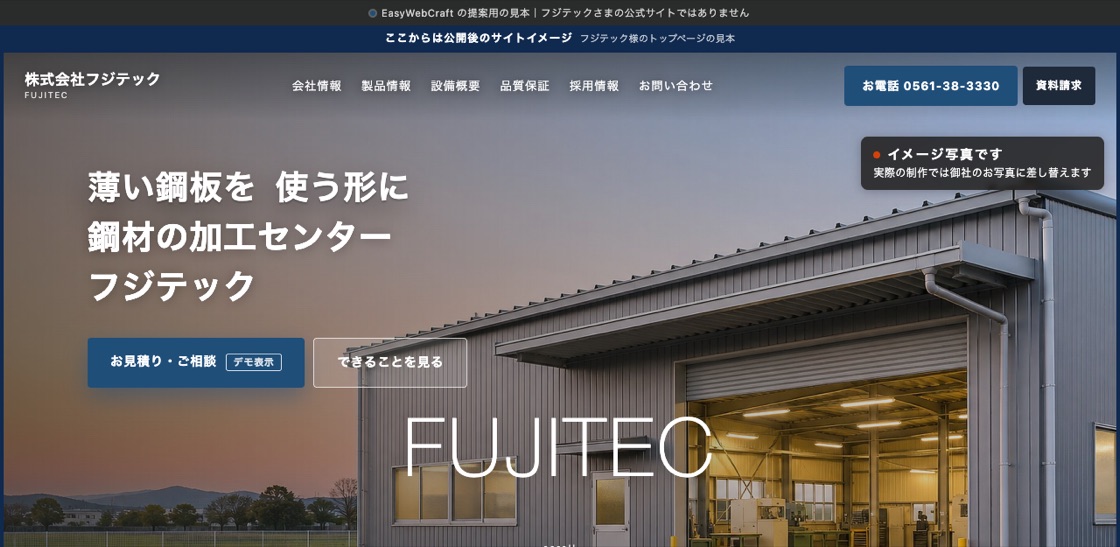 EasyWebCraft の提案用の見本｜フジテックさまの公式サイトではありません
ここからは公開後のサイトイメージ フジテック様のトップページの見本
株式会社フジテック
FUJITEC
会社情報 製品情報 設備概要 品質保証 採用情報 お問い合わせ
お電話 0561-38-3330
資料請求
イメージ写真です
実際の制作では御社のお写真に差し替えます
薄い鋼板を 使う形に
鋼材の加工センター
フジテック
お見積り・ご相談 デモ表示
できることを見る
FUJITEC